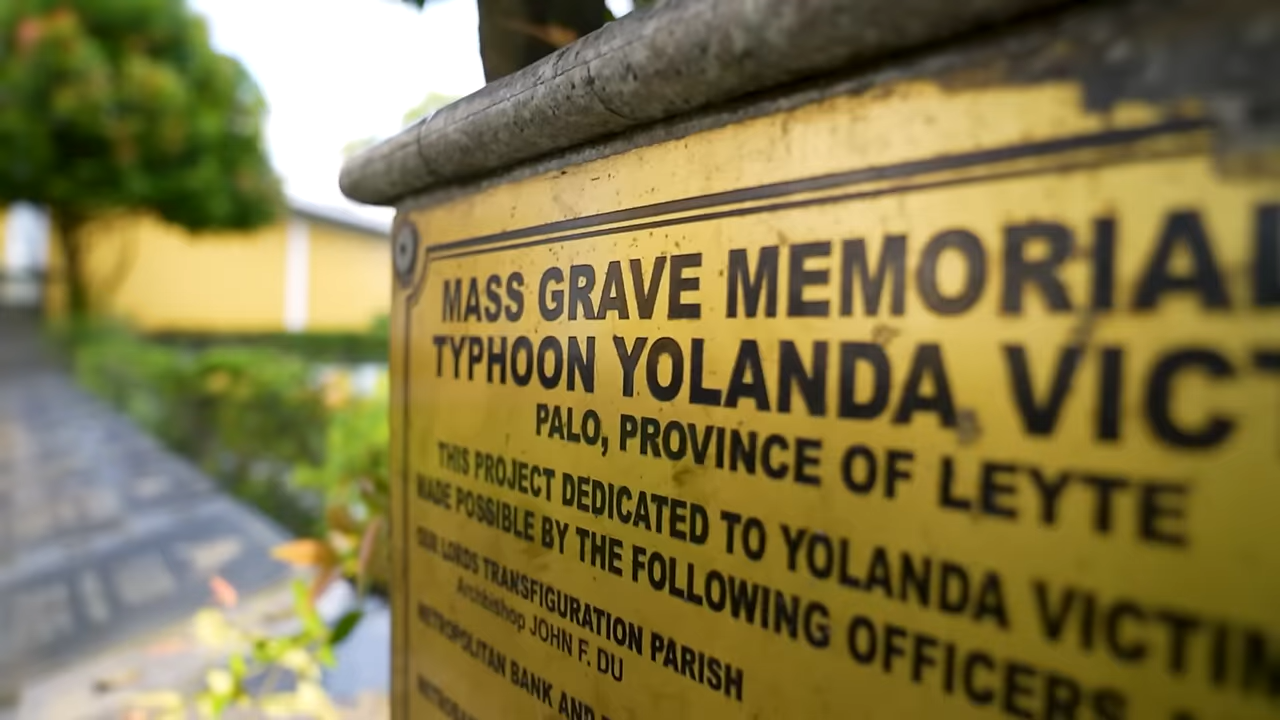 MASS GRAVE MEMORIAL
TYPHOON YOLANDA VICT
PALO, PROVINCE OF LEYTE
THIS PROJECT DEDICATED TO YOLANDA VICTIM
MADE POSSIBLE BY THE FOLLOWING OFFICERS
OUR LORDS TRANSFIGURATION PARISH
Archbishop JOHN F. DU
METROPOLITAN BANK AND